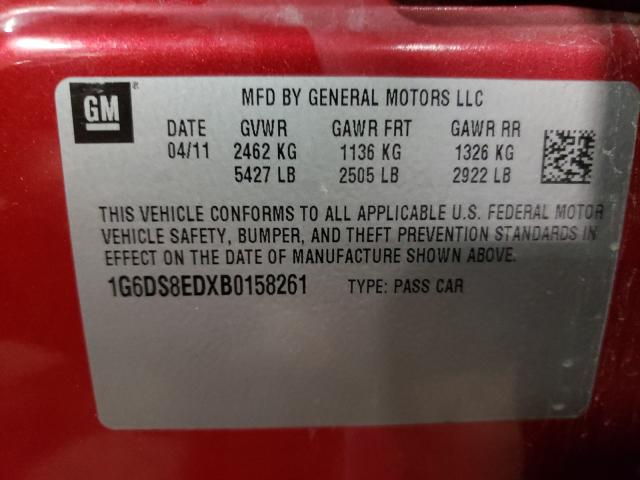 GM
®
MFD BY GENERAL MOTORS LLC
DATE GVWR GAWR FRT GAWR RR
04/11 2462 KG 1136 KG 1326 KG
5427 LB 2505 LB 2922 LB
THIS VEHICLE CONFORMS TO ALL APPLICABLE U.S. FEDERAL MOTOR
VEHICLE SAFETY, BUMPER, AND THEFT PREVENTION STANDARDS IN
EFFECT ON THE DATE OF MANUFACTURE SHOWN ABOVE.
1G6DS8EDXB0158261 TYPE: PASS CAR